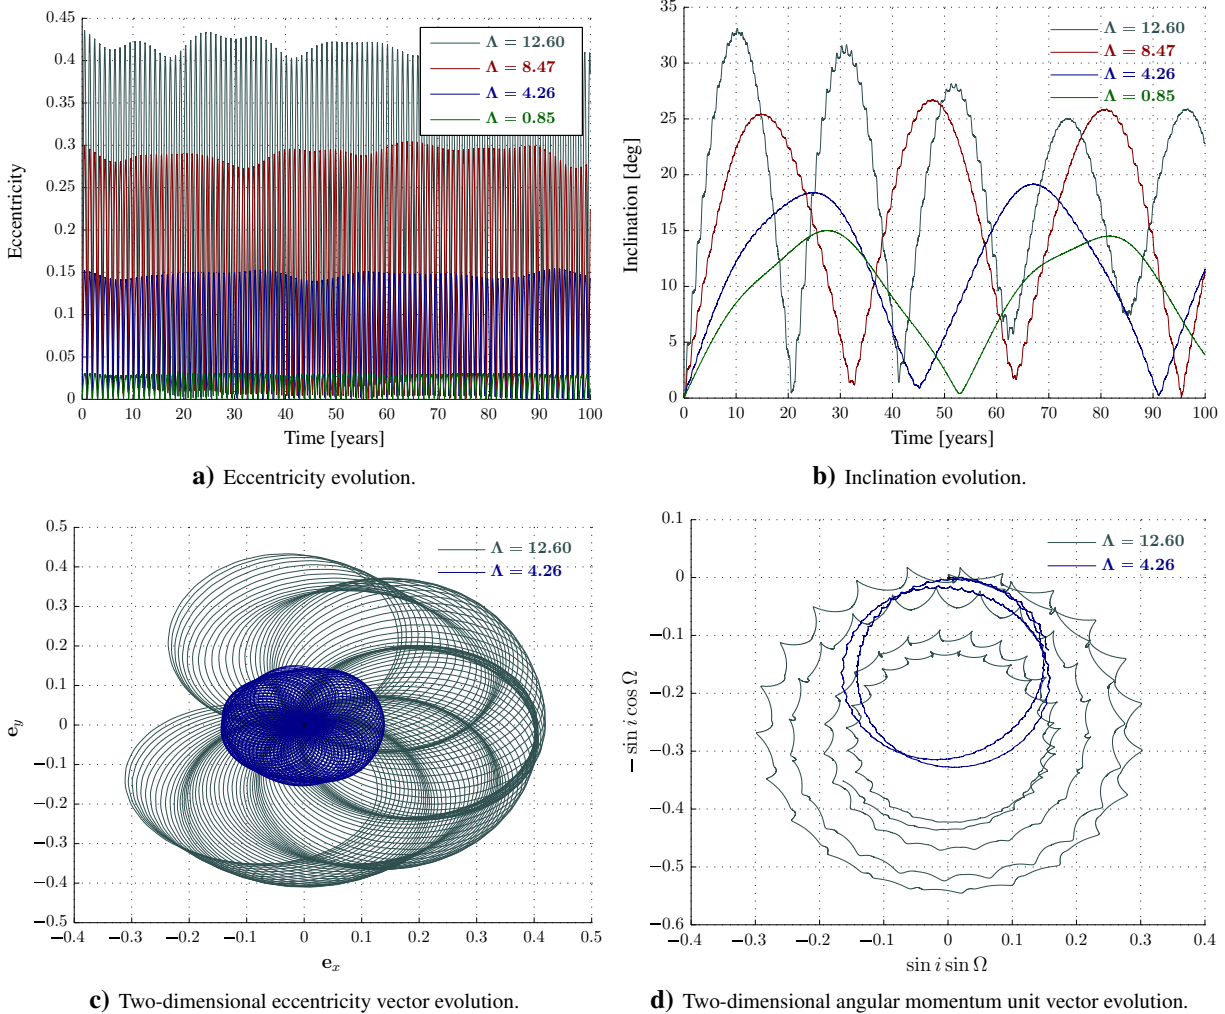 0.45
0.4
0.35
0.3
0.25
0.2
0.15
0.1
0.05
0
Eccentricity
Λ = 12.60
Λ = 8.47
Λ = 4.26
Λ = 0.85
0 10 20 30 40 50 60 70 80 90 100
Time [years]
a) Eccentricity evolution.
35
30
25
20
15
10
5
0
Inclination [deg]
Λ = 12.60
Λ = 8.47
Λ = 4.26
Λ = 0.85
0 10 20 30 40 50 60 70 80 90 100
Time [years]
b) Inclination evolution.
0.5
0.4
0.3
0.2
0.1
0
−0.1
−0.2
−0.3
−0.4
−0.5
e_y
Λ = 12.60
Λ = 4.26
−0.4 −0.3 −0.2 −0.1 0 0.1 0.2 0.3 0.4 0.5
e_x
c) Two-dimensional eccentricity vector evolution.
0.1
0
−0.1
−0.2
−0.3
−0.4
−0.5
−0.6
− sin i cos Ω
Λ = 12.60
Λ = 4.26
−0.4 −0.3 −0.2 −0.1 0 0.1 0.2 0.3 0.4
sin i sin Ω
d) Two-dimensional angular momentum unit vector evolution.